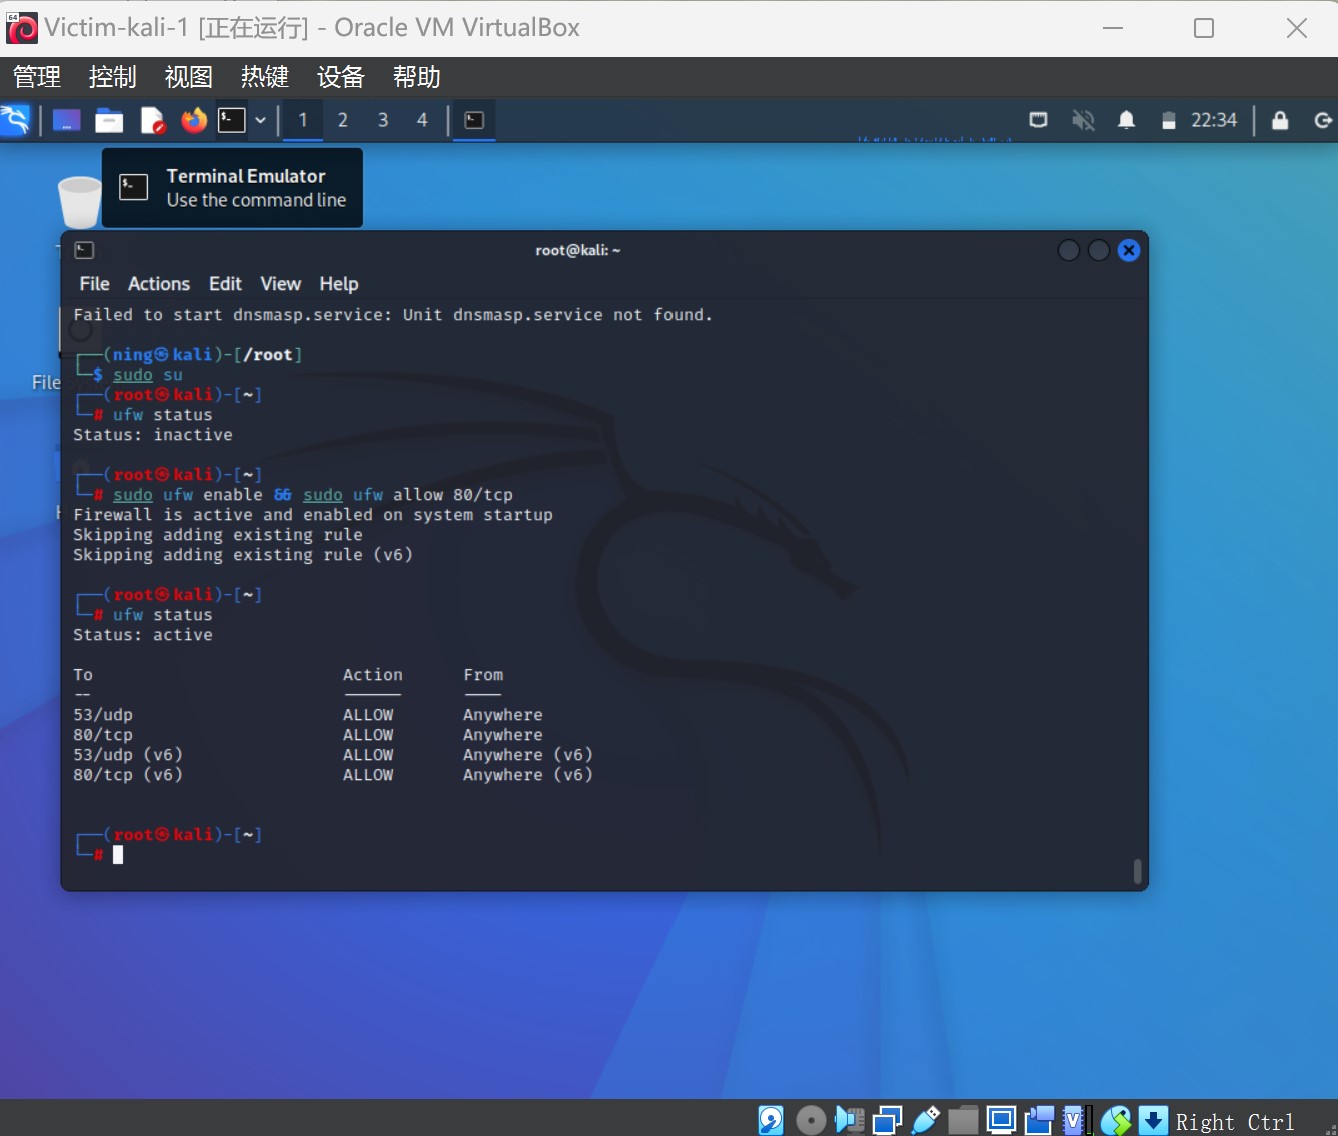 Victim-kali-1 [正在运行] - Oracle VM VirtualBox
管理 控制 视图 热键 设备 帮助
1 2 3 4 22:34
Terminal Emulator
Use the command line
root@kali: ~
File Actions Edit View Help
Failed to start dnsmasp.service: Unit dnsmasp.service not found.
┌──(ning㉿kali)-[/root]
└─$ sudo su
┌──(root㉿kali)-[~]
└─# ufw status
Status: inactive
┌──(root㉿kali)-[~]
└─# sudo ufw enable && sudo ufw allow 80/tcp
Firewall is active and enabled on system startup
Skipping adding existing rule
Skipping adding existing rule (v6)
┌──(root㉿kali)-[~]
└─# ufw status
Status: active
To Action From
-- ------ ----
53/udp ALLOW Anywhere
80/tcp ALLOW Anywhere
53/udp (v6) ALLOW Anywhere (v6)
80/tcp (v6) ALLOW Anywhere (v6)
┌──(root㉿kali)-[~]
└─#
File
Right Ctrl